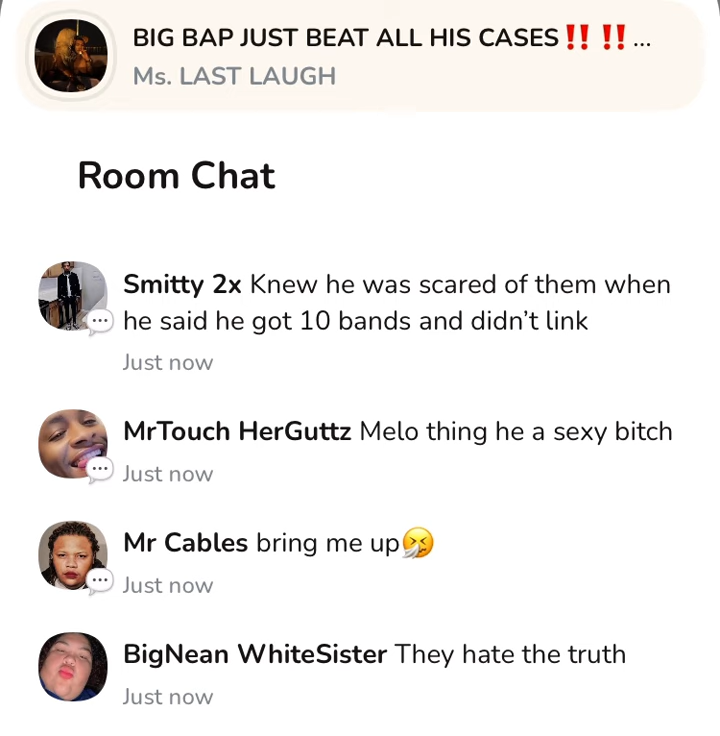 BIG BAP JUST BEAT ALL HIS CASES‼️ ‼️...
Ms. LAST LAUGH
Room Chat
Smitty 2x Knew he was scared of them when
he said he got 10 bands and didn’t link
Just now
MrTouch HerGuttz Melo thing he a sexy bitch
Just now
Mr Cables bring me up🤧
Just now
BigNean WhiteSister They hate the truth
Just now